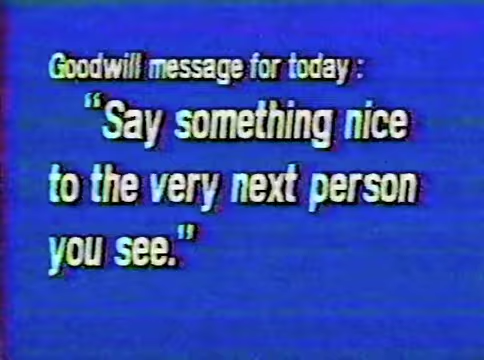 Goodwill message for today:
"Say something nice
to the very next person
you see."